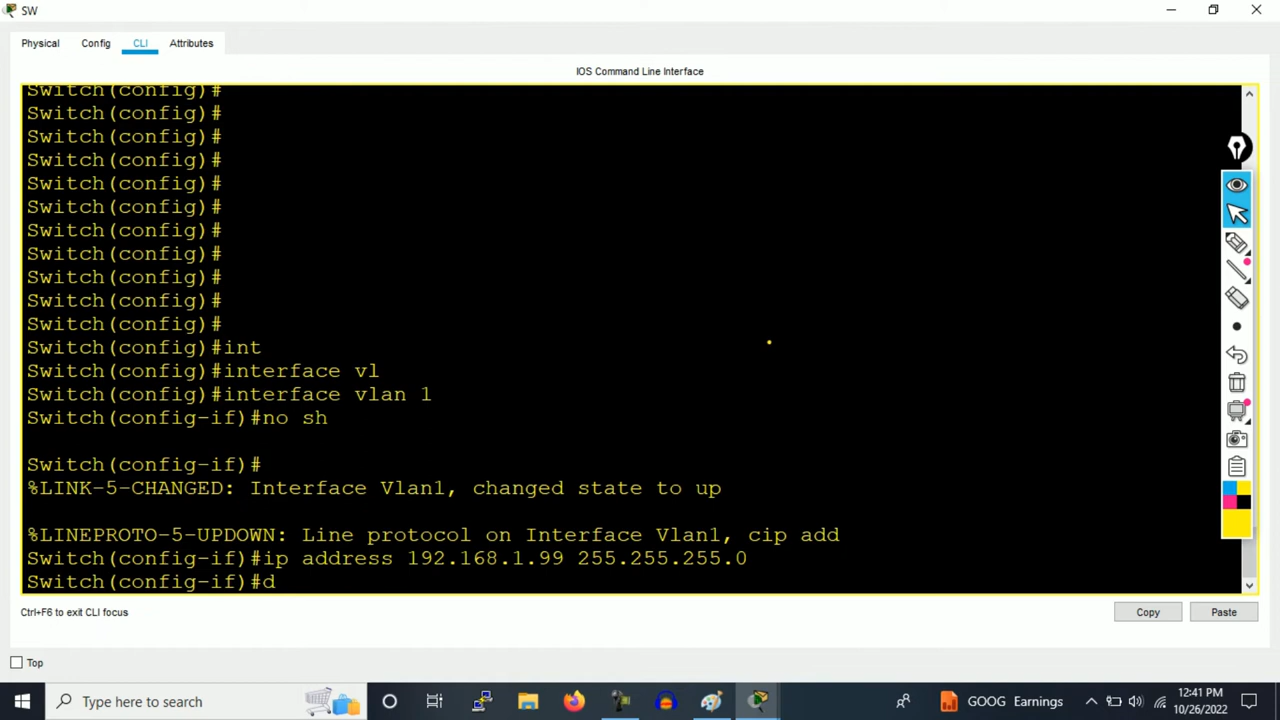 SW
Physical Config CLI Attributes
IOS Command Line Interface
Switch(config)#
Switch(config)#
Switch(config)#
Switch(config)#
Switch(config)#
Switch(config)#
Switch(config)#
Switch(config)#
Switch(config)#
Switch(config)#
Switch(config)#
Switch(config)#int
Switch(config)#interface vl
Switch(config)#interface vlan 1
Switch(config-if)#no sh
Switch(config-if)#
%LINK-5-CHANGED: Interface Vlan1, changed state to up
%LINEPROTO-5-UPDOWN: Line protocol on Interface Vlan1, cip add
Switch(config-if)#ip address 192.168.1.99 255.255.255.0
Switch(config-if)#d
Ctrl+F6 to exit CLI focus
Copy Paste
Top
Type here to search
GOOG Earnings
12:41 PM
10/26/2022